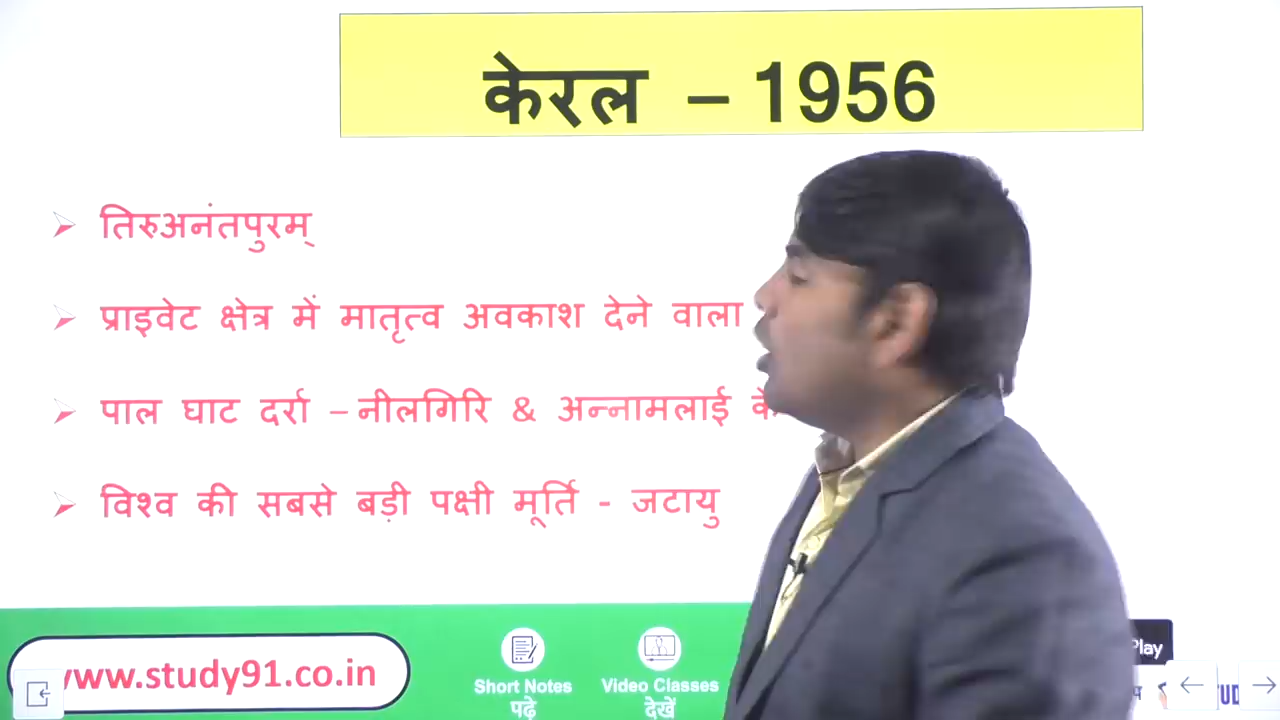 केरल – 1956
तिरुअनंतपुरम्
प्राइवेट क्षेत्र में मातृत्व अवकाश देने वाला
पाल घाट दर्रा – नीलगिरि & अन्नामलाई के
विश्व की सबसे बड़ी पक्षी मूर्ति - जटायु
www.study91.co.in
Short Notes
पढ़े
Video Classes
देखें
Play